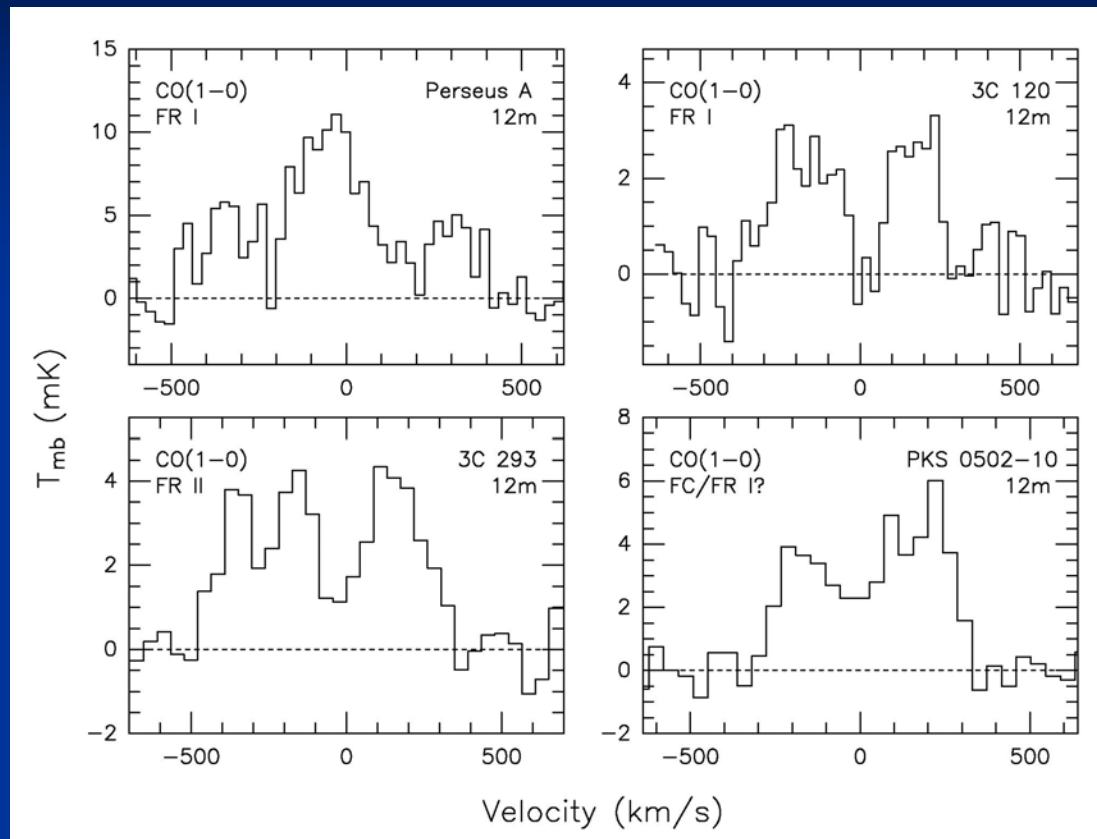 15
10
5
0
CO(1−0)
FR I
Perseus A
12m
−500
0
500
4
2
0
CO(1−0)
FR I
3C 120
12m
−500
0
500
4
2
0
−2
CO(1−0)
FR II
3C 293
12m
−500
0
500
8
6
4
2
0
−2
CO(1−0)
FC/FR I?
PKS 0502−10
12m
−500
0
500
Tmb (mK)
Velocity (km/s)